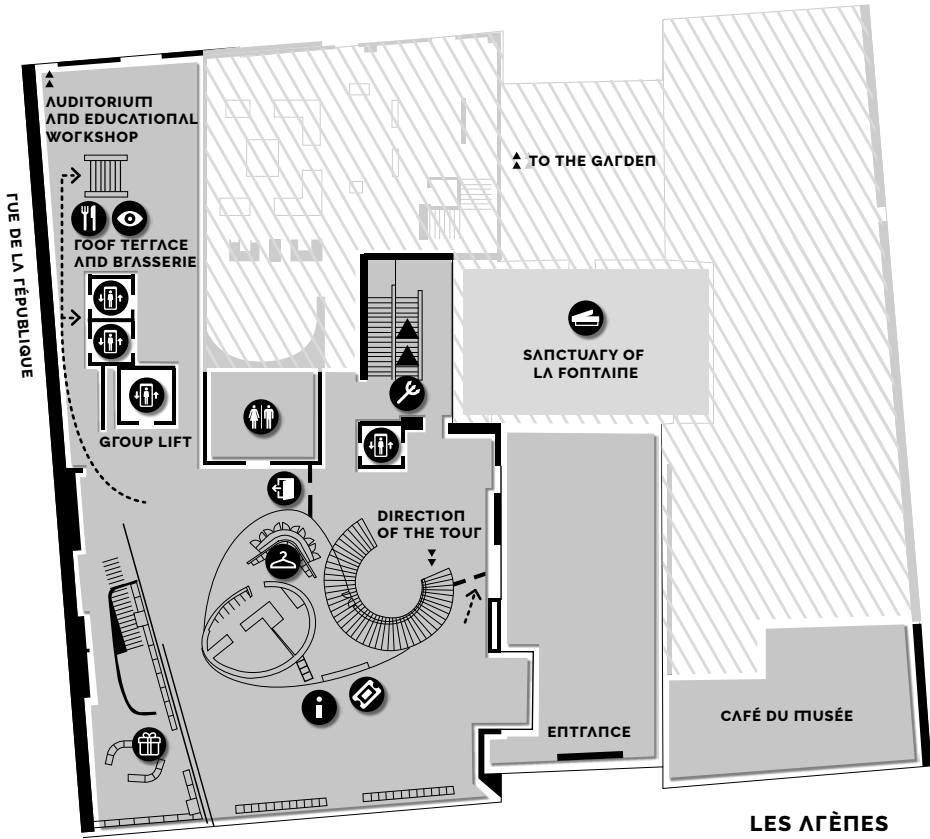 AUDITORIUM
AND EDUCATIONAL
WORKSHOP
TO THE GARDEN
RUE DE LA RÉPUBLIQUE
ROOF TERRACE
AND BRASSERIE
SANCTUARY OF
LA FONTAINE
GROUP LIFT
DIRECTION
OF THE TOUR
ENTRANCE
CAFÉ DU MUSÉE
LES ARÈNES